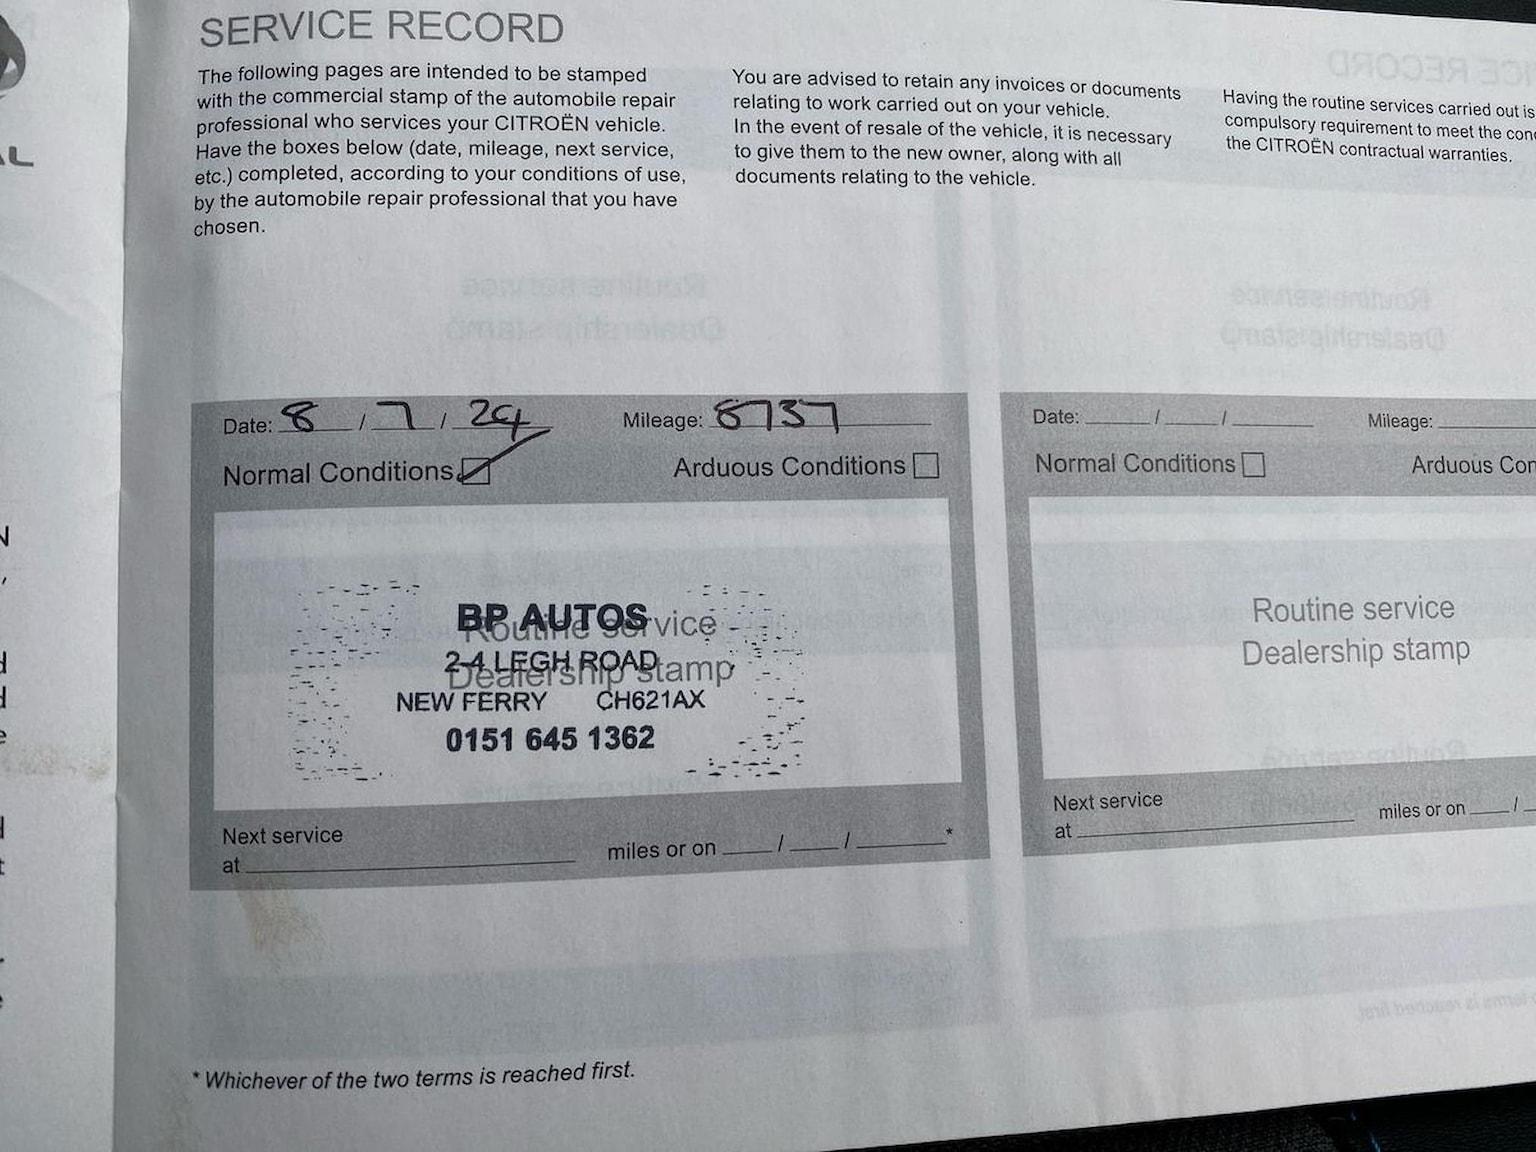 SERVICE RECORD
The following pages are intended to be stamped
with the commercial stamp of the automobile repair
professional who services your CITROËN vehicle.
Have the boxes below (date, mileage, next service,
etc.) completed, according to your conditions of use,
by the automobile repair professional that you have
chosen.
You are advised to retain any invoices or documents
relating to work carried out on your vehicle.
In the event of resale of the vehicle, it is necessary
to give them to the new owner, along with all
documents relating to the vehicle.
Having the routine services carried out is
compulsory requirement to meet the
the CITROËN contractual warranties.
Date: 8 / 7 / 24 Mileage: 8737
Normal Conditions Arduous Conditions
BP AUTOS
Routine service
2-4 LEGH ROAD
Dealership stamp
NEW FERRY CH621AX
0151 645 1362
Next service
at miles or on / / *
Date: / / Mileage:
Normal Conditions Arduous
Routine service
Dealership stamp
Next service
at miles or on /
* Whichever of the two terms is reached first.